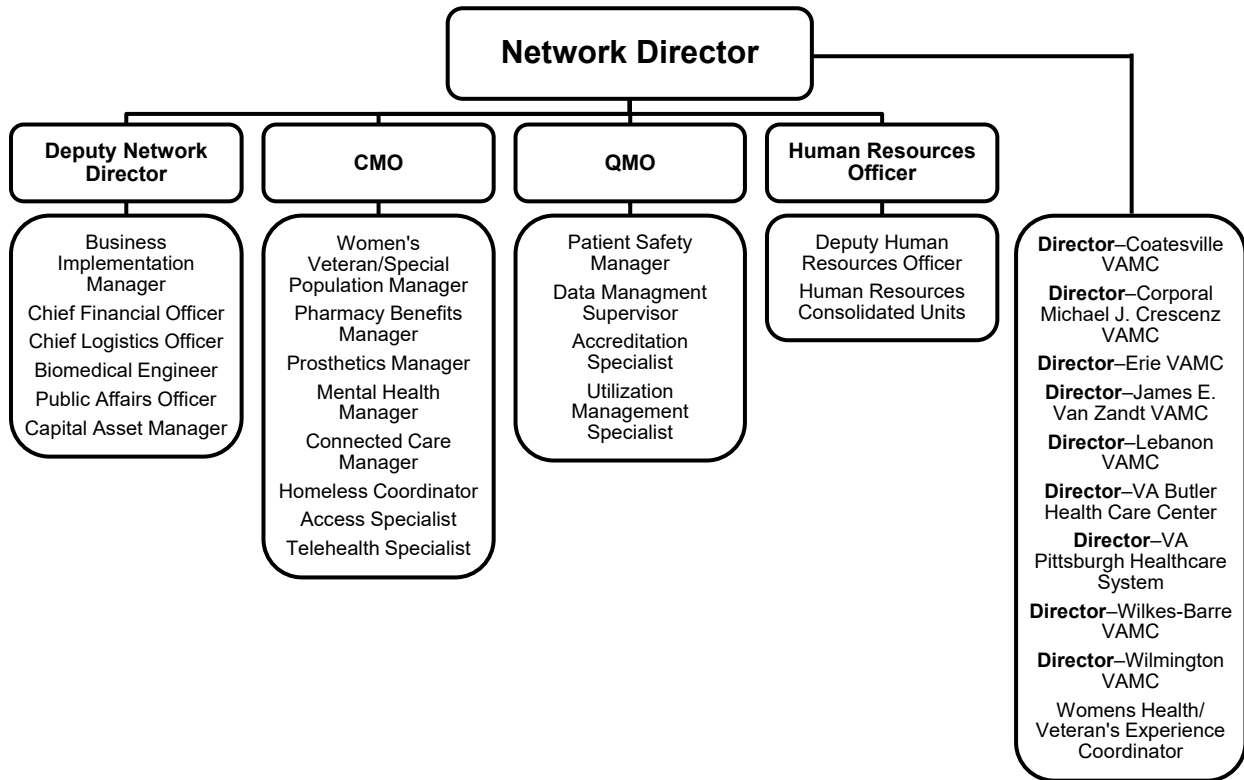 Network Director
Deputy Network
Director
CMO
QMO
Human Resources
Officer
Business
Implementation
Manager
Chief Financial Officer
Chief Logistics Officer
Biomedical Engineer
Public Affairs Officer
Capital Asset Manager
Women's
Veteran/Special
Population Manager
Pharmacy Benefits
Manager
Prosthetics Manager
Mental Health
Manager
Connected Care
Manager
Homeless Coordinator
Access Specialist
Telehealth Specialist
Patient Safety
Manager
Data Managment
Supervisor
Accreditation
Specialist
Utilization
Management
Specialist
Deputy Human
Resources Officer
Human Resources
Consolidated Units
Director–Coatesville
VAMC
Director–Corporal
Michael J. Crescenz
VAMC
Director–Erie VAMC
Director–James E.
Van Zandt VAMC
Director–Lebanon
VAMC
Director–VA Butler
Health Care Center
Director–VA
Pittsburgh Healthcare
System
Director–Wilkes-Barre
VAMC
Director–Wilmington
VAMC
Womens Health/
Veteran's Experience
Coordinator